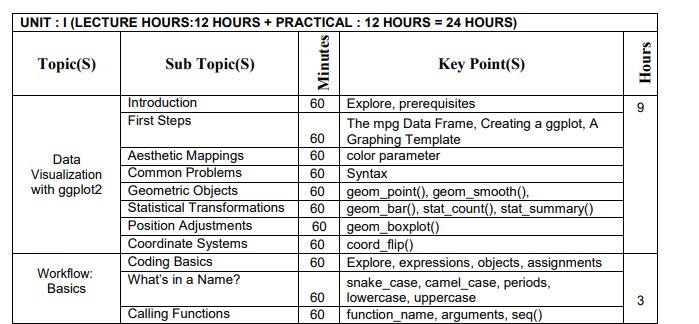 UNIT : I (LECTURE HOURS:12 HOURS + PRACTICAL : 12 HOURS = 24 HOURS)
Topic(S) Sub Topic(S) Minutes Key Point(S) Hours
Data
Visualization
with ggplot2
Introduction 60 Explore, prerequisites 9
First Steps 60 The mpg Data Frame, Creating a ggplot, A
Graphing Template
Aesthetic Mappings 60 color parameter
Common Problems 60 Syntax
Geometric Objects 60 geom_point(), geom_smooth(),
Statistical Transformations 60 geom_bar(), stat_count(), stat_summary()
Position Adjustments 60 geom_boxplot()
Coordinate Systems 60 coord_flip()
Workflow:
Basics
Coding Basics 60 Explore, expressions, objects, assignments 3
What's in a Name? 60 snake_case, camel_case, periods,
lowercase, uppercase
Calling Functions 60 function_name, arguments, seq()